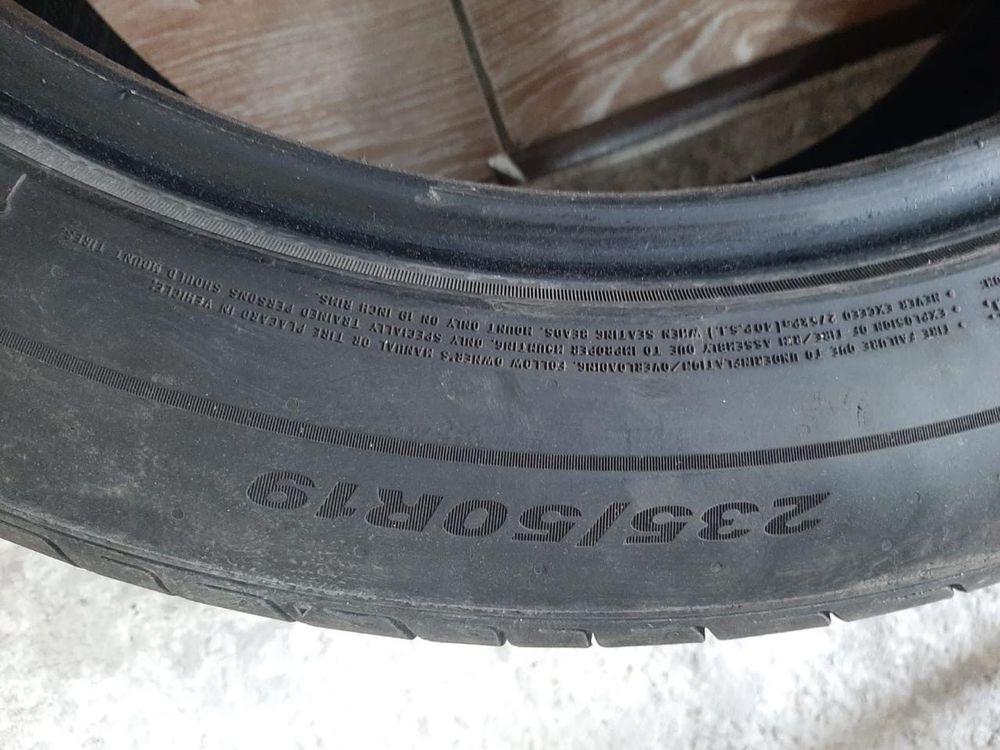 235/50R19
TIRE FAILURE DUE TO UNDERINFLATION/OVERLOADING. FOLLOW OWNER'S MANUAL OR TIRE PLACARD IN VEHICLE.
EXPLOSION OF TIRE/RIM ASSEMBLY DUE TO IMPROPER MOUNTING. ONLY SPECIALLY TRAINED PERSONS SHOULD MOUNT TIRES.
NEVER EXCEED 275kPa(40P.S.I.) WHEN SEATING BEADS. MOUNT ONLY ON 19 INCH RIMS.